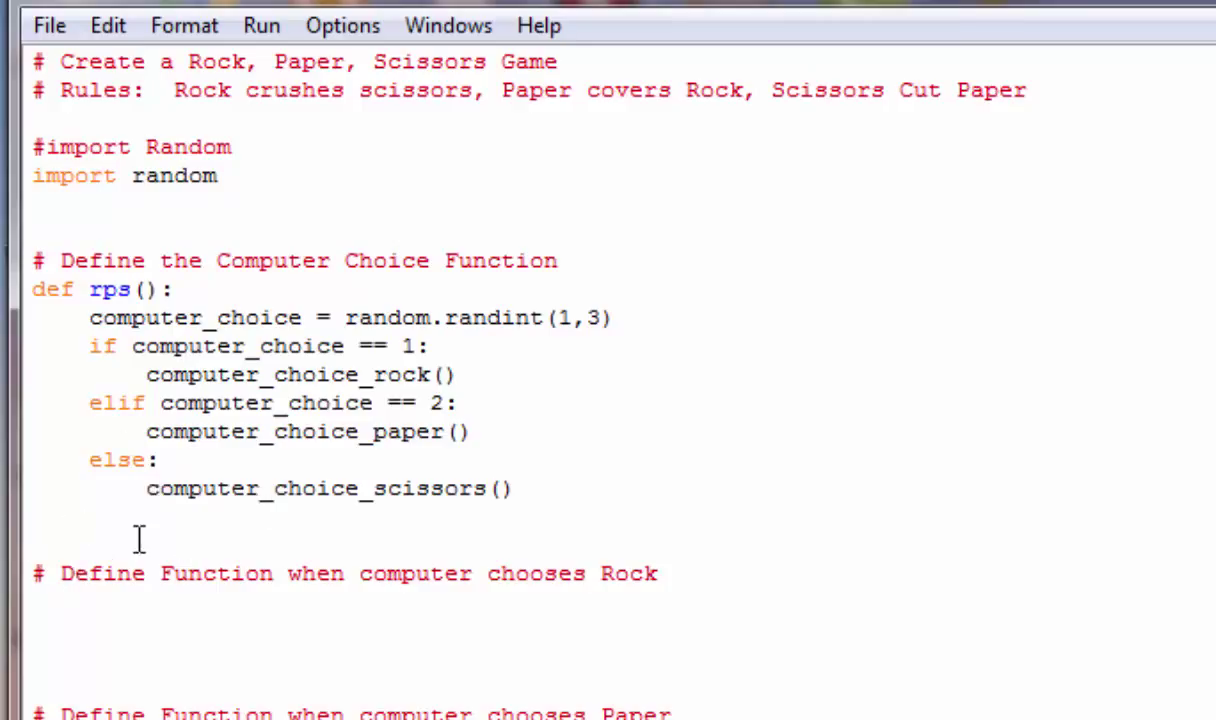 File Edit Format Run Options Windows Help
# Create a Rock, Paper, Scissors Game
# Rules:  Rock crushes scissors, Paper covers Rock, Scissors Cut Paper
#import Random
import random
# Define the Computer Choice Function
def rps():
    computer_choice = random.randint(1,3)
    if computer_choice == 1:
        computer_choice_rock()
    elif computer_choice == 2:
        computer_choice_paper()
    else:
        computer_choice_scissors()
# Define Function when computer chooses Rock
# Define Function when computer chooses Paper